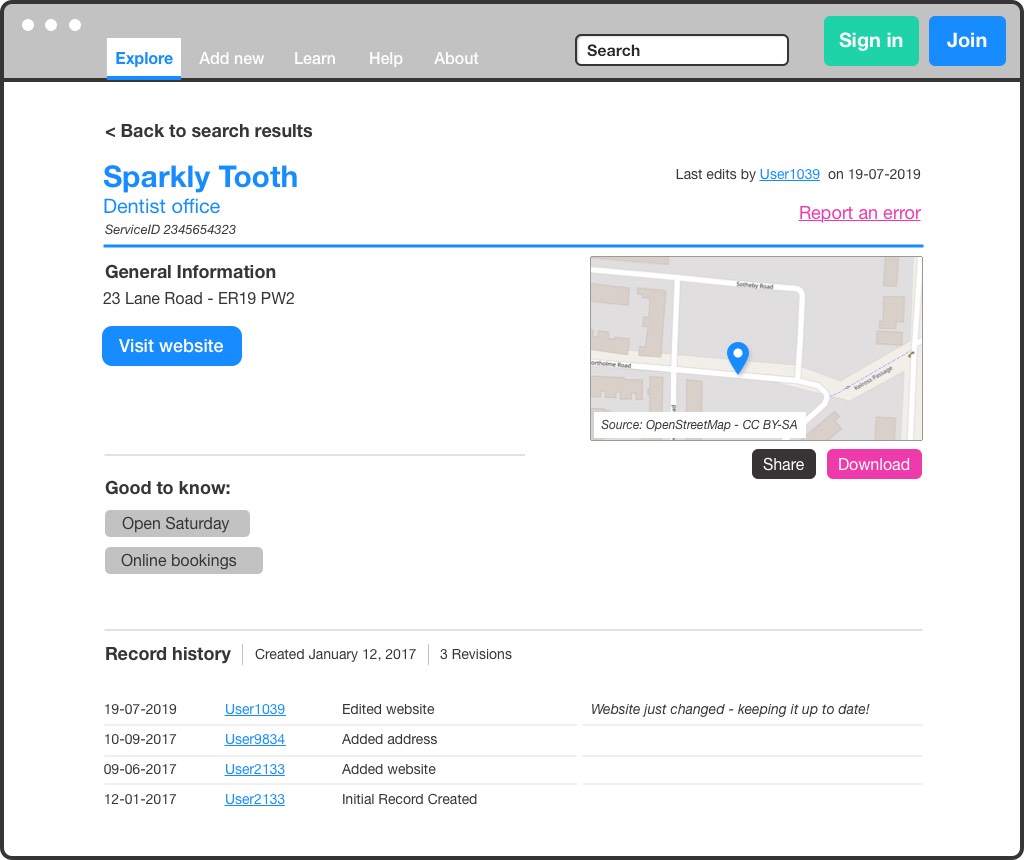 Explore Add new Learn Help About Search Sign in Join
< Back to search results
Sparkly Tooth
Last edits by User1039 on 19-07-2019
Dentist office
Report an error
ServiceID 2345654323
General Information
23 Lane Road - ER19 PW2
Visit website
Sotheby Road
ortholme Road
Kelross Passage
Source: OpenStreetMap - CC BY-SA
Share Download
Good to know:
Open Saturday
Online bookings
Record history Created January 12, 2017 3 Revisions
19-07-2019 User1039 Edited website Website just changed - keeping it up to date!
10-09-2017 User9834 Added address
09-06-2017 User2133 Added website
12-01-2017 User2133 Initial Record Created